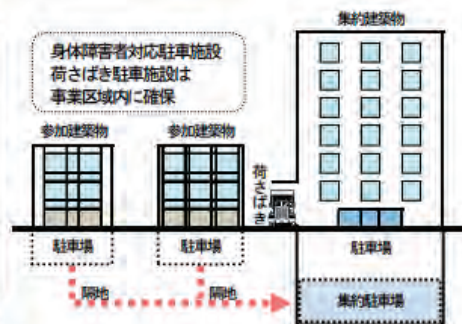 集約建築物
身体障害者対応駐車施設
荷さばき駐車施設は
事業区域内に確保
参加建築物
参加建築物
荷さばき
駐車場
駐車場
駐車場
隔地
隔地
集約駐車場